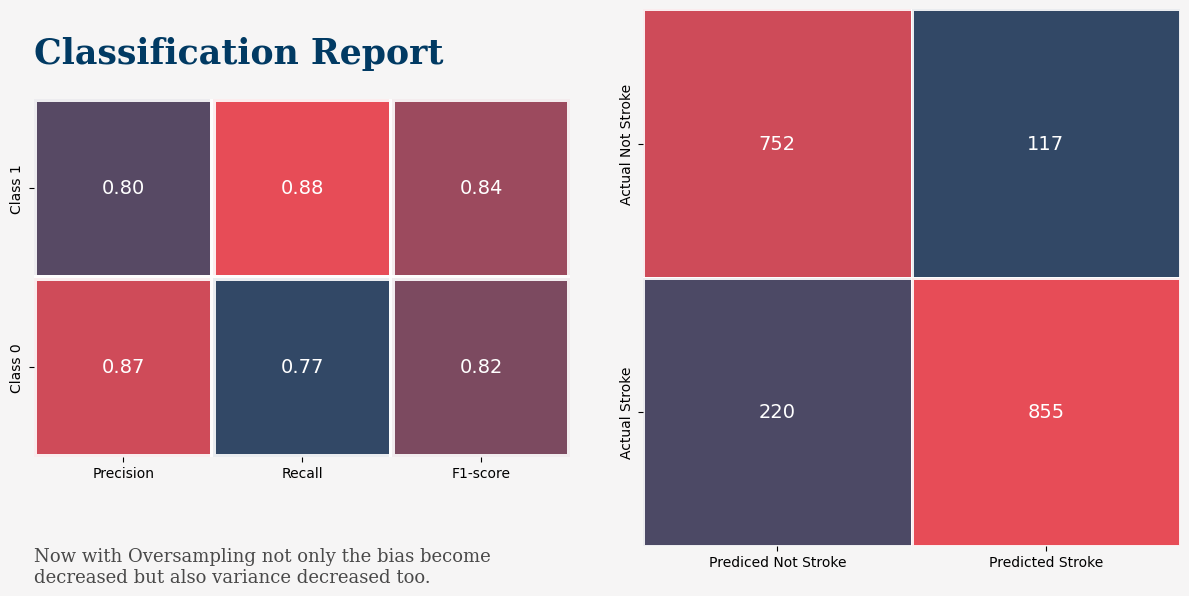 Classification Report
Class 1
0.80 0.88 0.84
Class 0
0.87 0.77 0.82
Precision Recall F1-score
Now with Oversampling not only the bias become
decreased but also variance decreased too.
Actual Not Stroke
752 117
Actual Stroke
220 855
Prediced Not Stroke Predicted Stroke